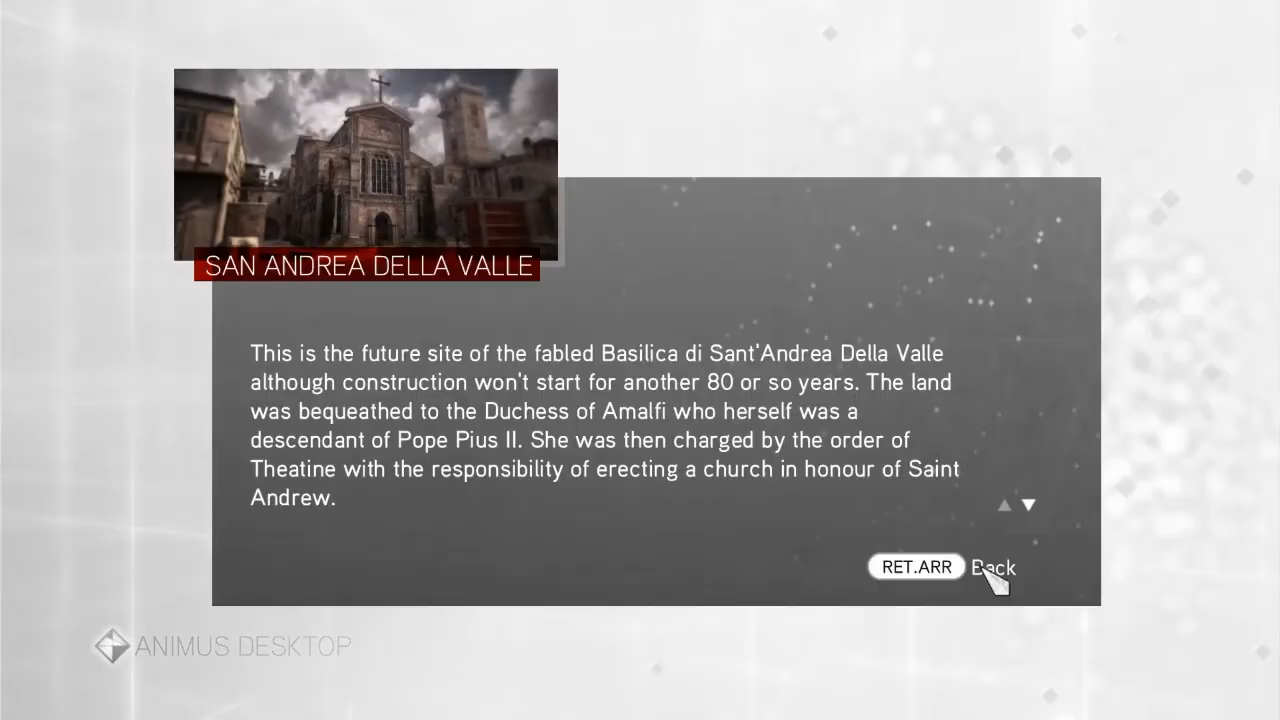 SAN ANDREA DELLA VALLE
This is the future site of the fabled Basilica di Sant'Andrea Della Valle
although construction won't start for another 80 or so years. The land
was bequeathed to the Duchess of Amalfi who herself was a
descendant of Pope Pius II. She was then charged by the order of
Theatine with the responsibility of erecting a church in honour of Saint
Andrew.
RET.ARR Back
ANIMUS DESKTOP